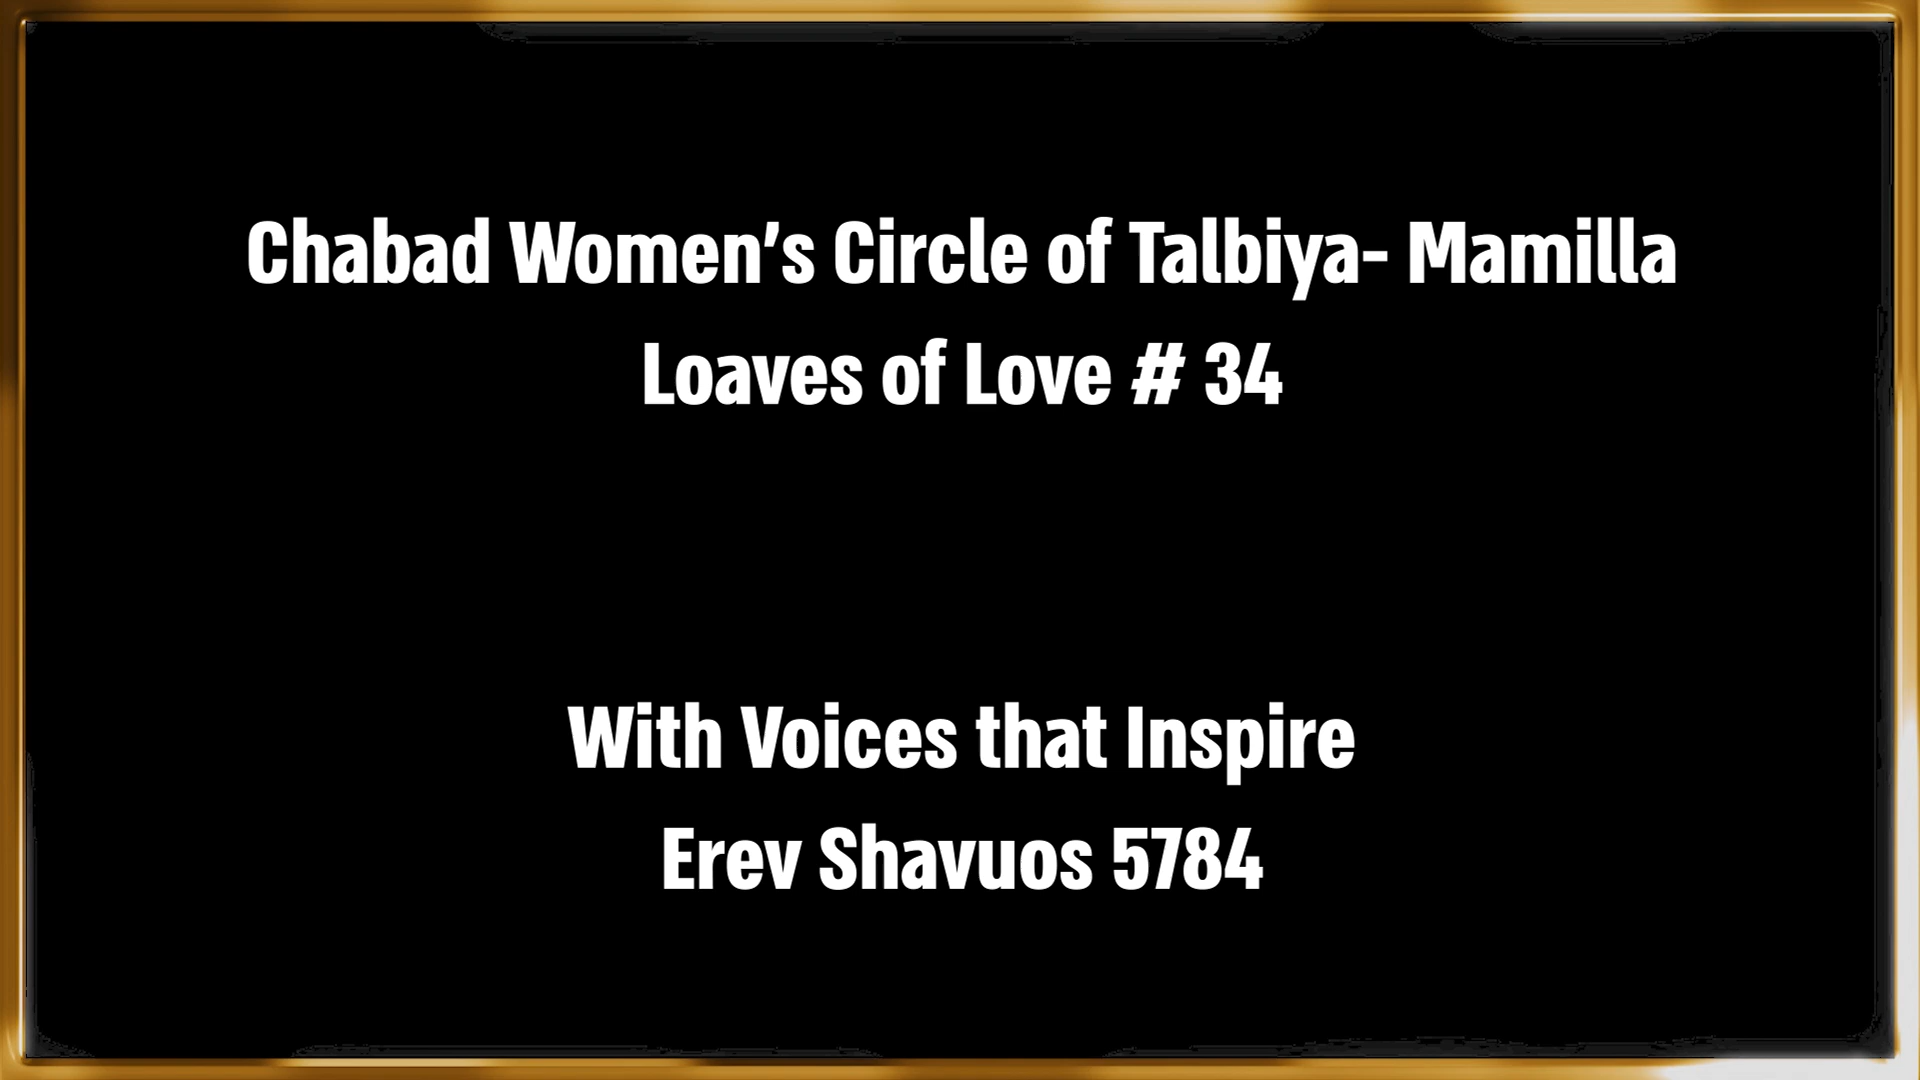 Chabad Women's Circle of Talbiya- Mamilla
Loaves of Love # 34
With Voices that Inspire
Erev Shavuos 5784